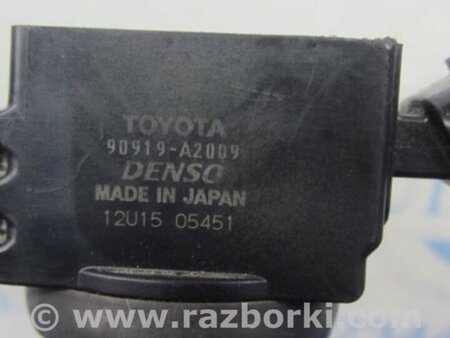 TOYOTA
90919-A2009
DENSO
MADE IN JAPAN
12U15 05451
www.razborki.com